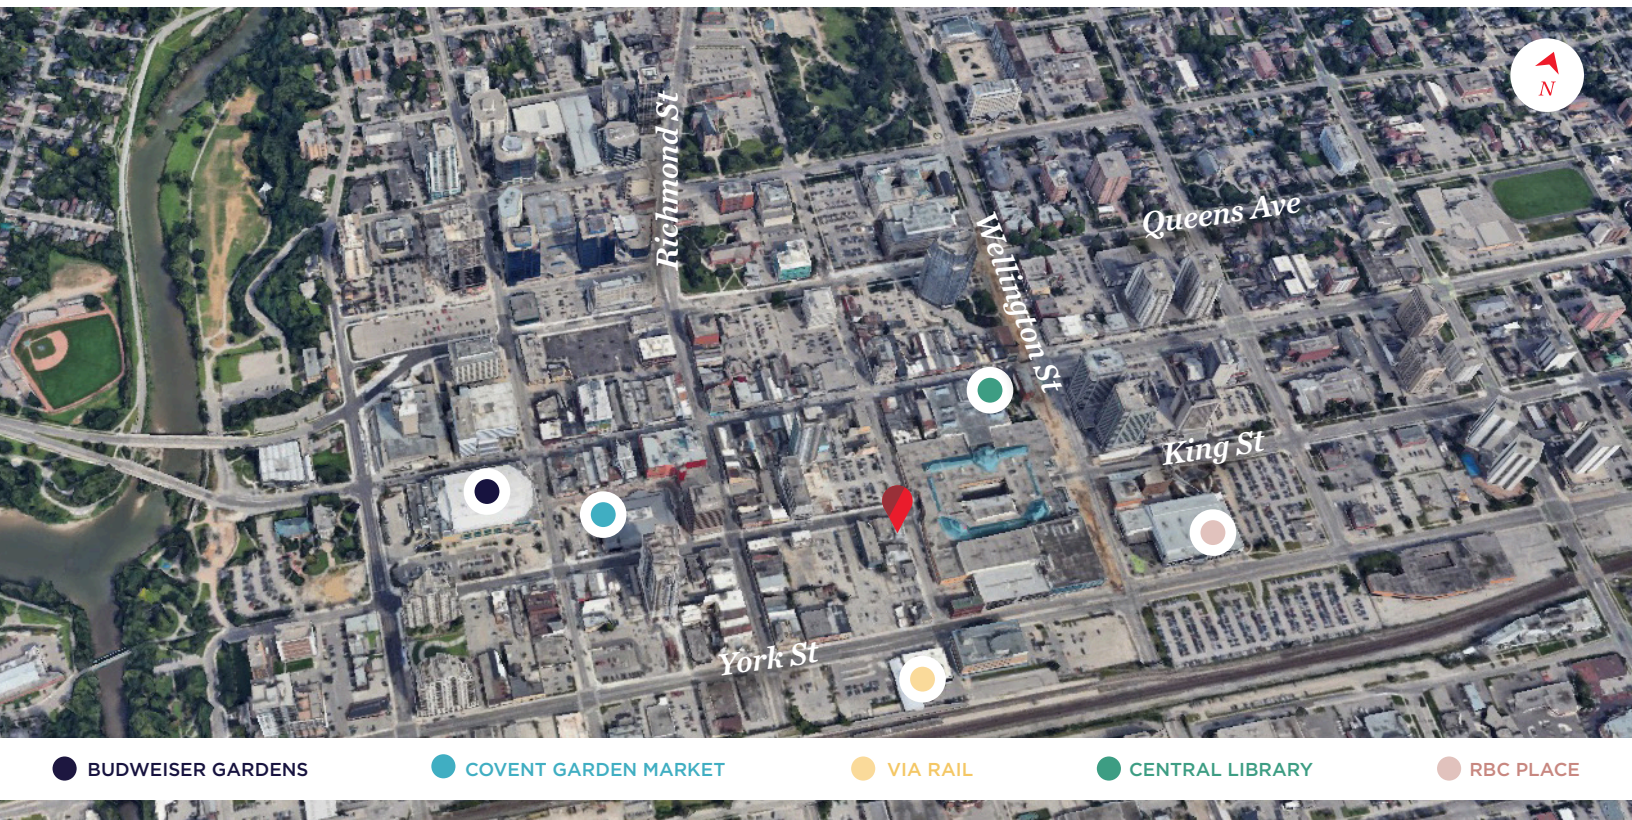 N
Richmond St
Wellington St
Queens Ave
King St
York St
BUDWEISER GARDENS
COVENT GARDEN MARKET
VIA RAIL
CENTRAL LIBRARY
RBC PLACE